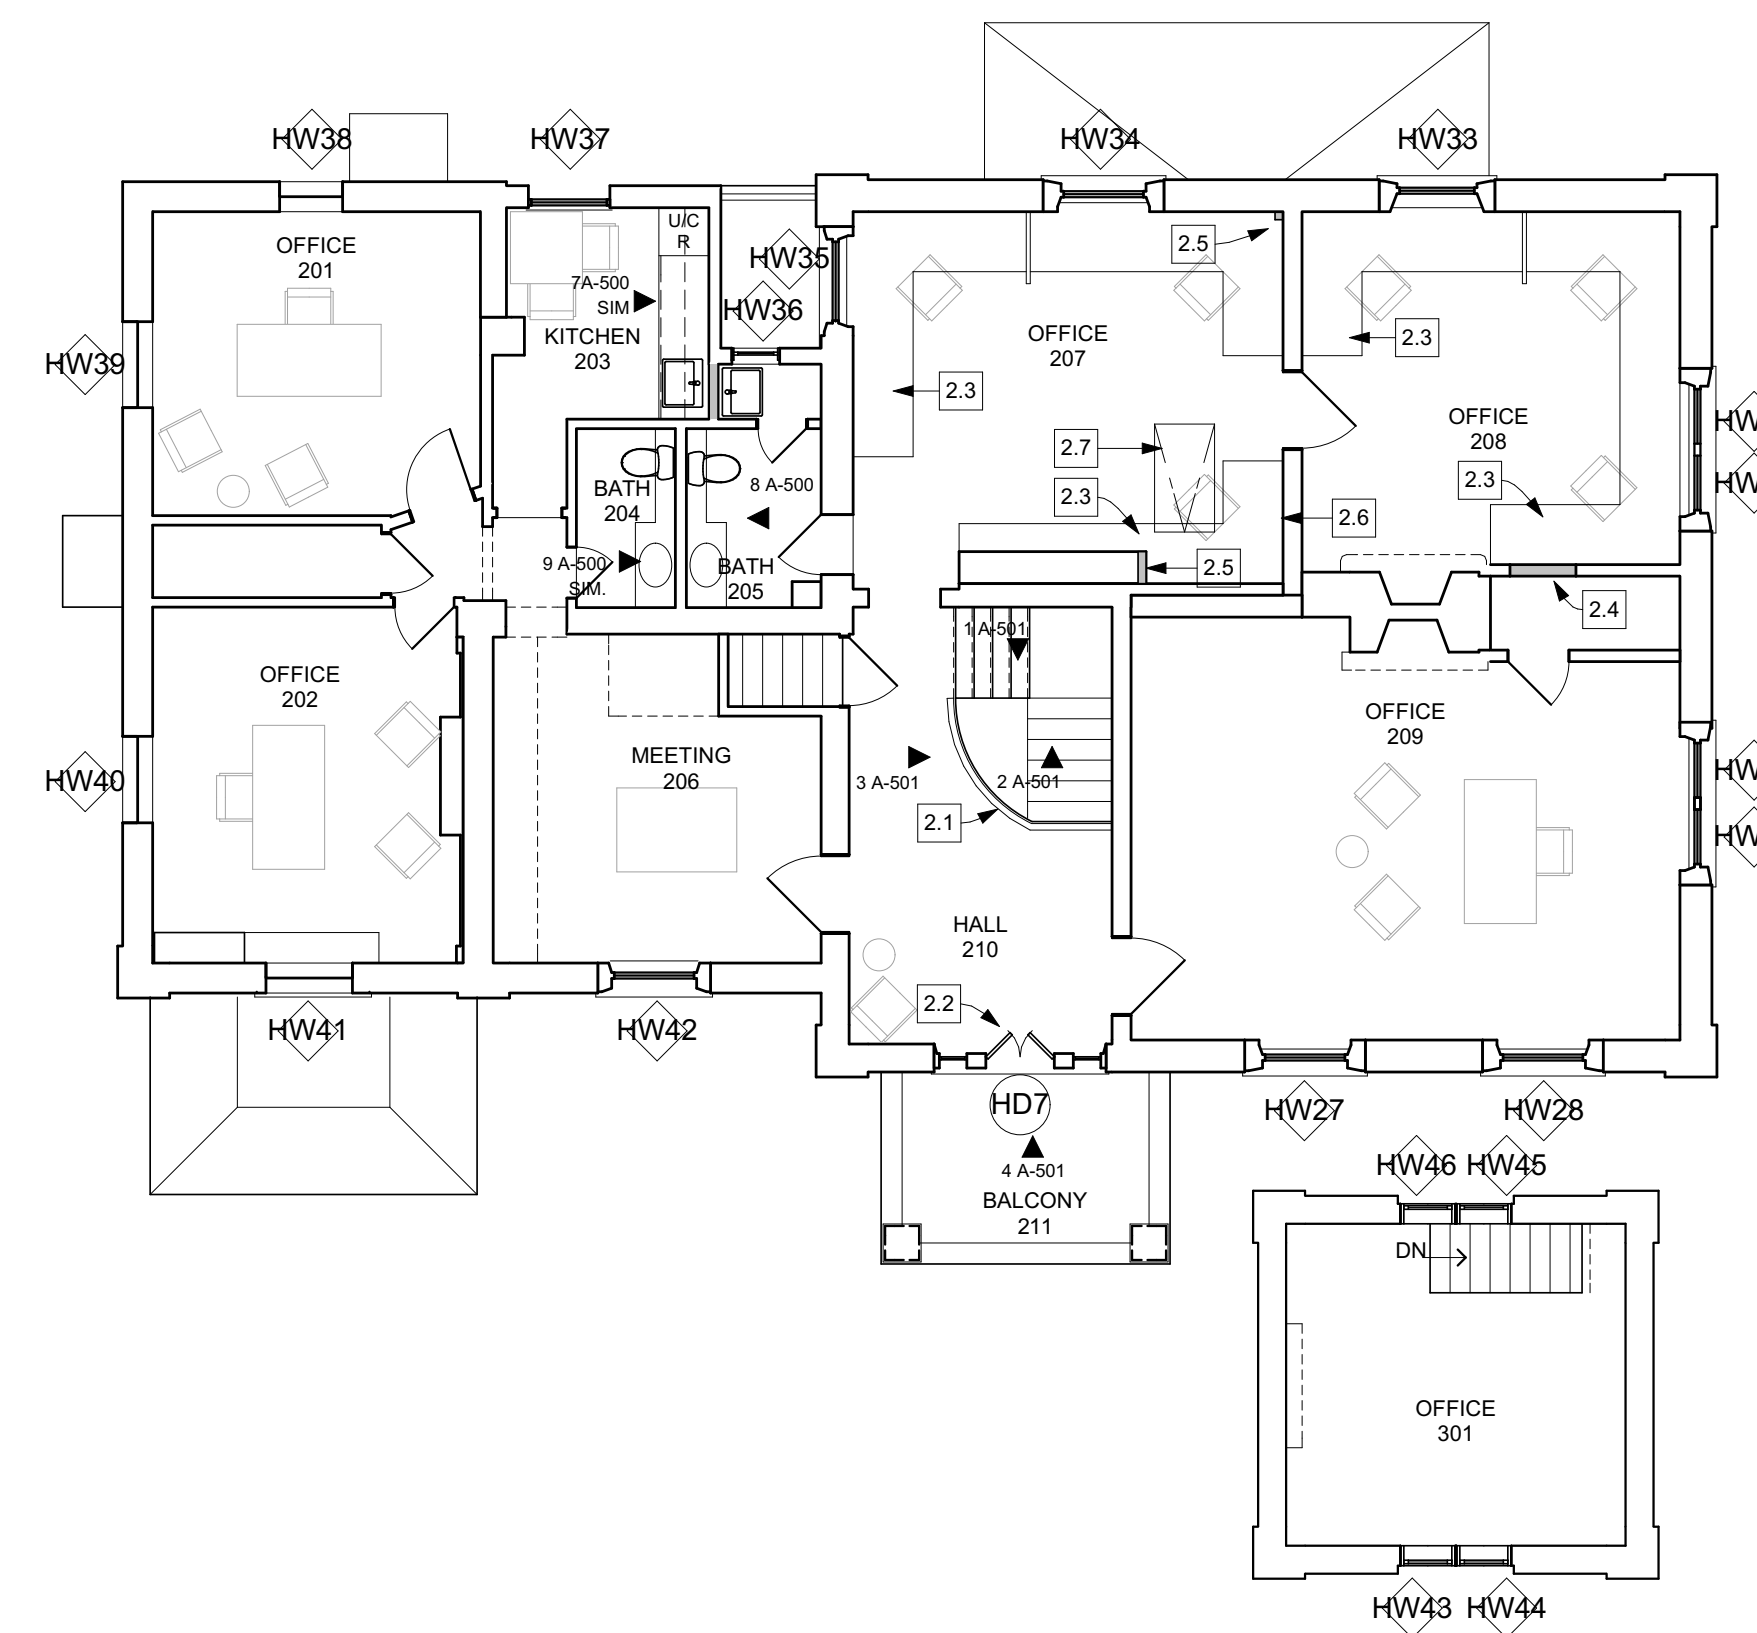 HW38
HW37
HW34
HW33
OFFICE
201
U/C
R
2.5
HW35
7A-500
SIM
HW36
KITCHEN
203
OFFICE
207
2.3
HW39
2.3
OFFICE
208
HW
HW
2.7
2.3
2.3
BATH
204
8 A-500
2.6
9 A-500
SIM.
BATH
205
2.5
2.4
1 A-501
OFFICE
202
OFFICE
209
MEETING
206
HW40
3 A-501
2 A-501
HW
HW
2.1
HALL
210
2.2
HW41
HW42
HD7
HW27
HW28
4 A-501
BALCONY
211
HW46
HW45
DN
OFFICE
301
HW43
HW44